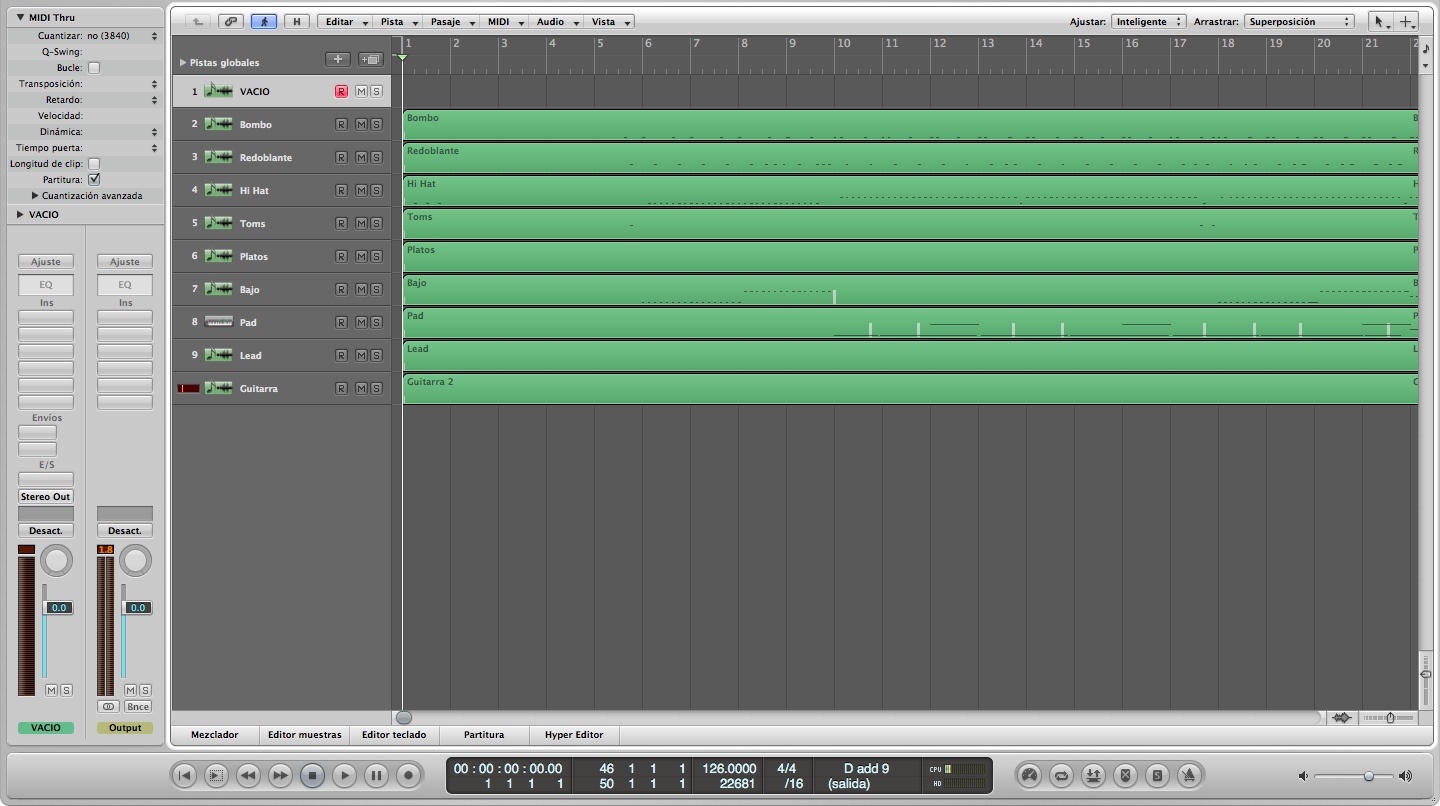 MIDI Thru
Cuantizar: no (3840)
Q-Swing:
Bucle:
Transposición:
Retardo:
Velocidad:
Dinámica:
Tiempo puerta:
Longitud de clip:
Partitura:
Cuantización avanzada
VACIO
Ajuste Ajuste
EQ EQ
Ins Ins
Envíos
E/S
Stereo Out
Desact. Desact.
1.8
0.0 0.0
M S M S
Bnce
VACIO Output
H Editar Pista Pasaje MIDI Audio Vista Ajustar: Inteligente Arrastrar: Superposición
1 2 3 4 5 6 7 8 9 10 11 12 13 14 15 16 17 18 19 20 21 2
Pistas globales
1 VACIO R M S
2 Bombo R M S Bombo B
3 Redoblante R M S Redoblante R
4 Hi Hat R M S Hi Hat H
5 Toms R M S Toms T
6 Platos R M S Platos P
7 Bajo R M S Bajo B
8 Pad R M S Pad P
9 Lead R M S Lead L
Guitarra R M S Guitarra 2
Mezclador Editor muestras Editor teclado Partitura Hyper Editor
00 : 00 : 00 : 00.00 46 1 1 1 126.0000 4/4 D add 9 CPU
1 1 1 1 50 1 1 1 22681 /16 (salida) HD
S